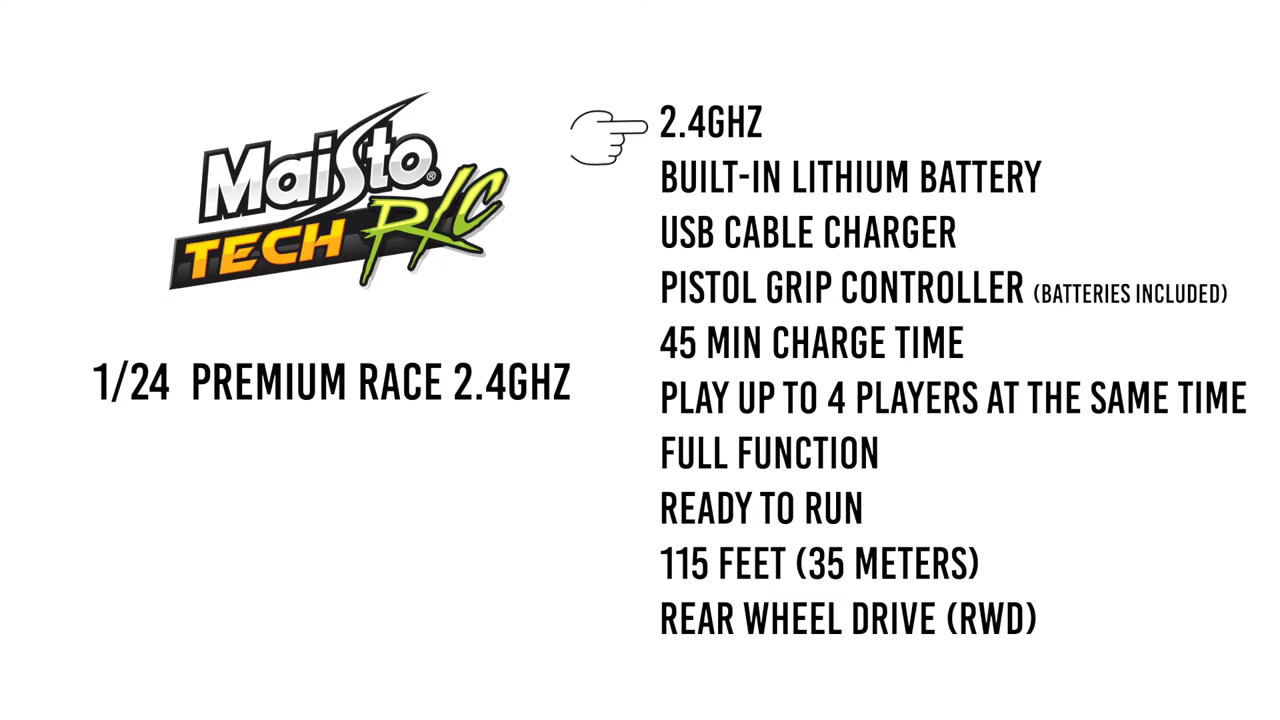 MaiSto®
TECH R/C
1/24 PREMIUM RACE 2.4GHZ
2.4GHZ
BUILT-IN LITHIUM BATTERY
USB CABLE CHARGER
PISTOL GRIP CONTROLLER (BATTERIES INCLUDED)
45 MIN CHARGE TIME
PLAY UP TO 4 PLAYERS AT THE SAME TIME
FULL FUNCTION
READY TO RUN
115 FEET (35 METERS)
REAR WHEEL DRIVE (RWD)